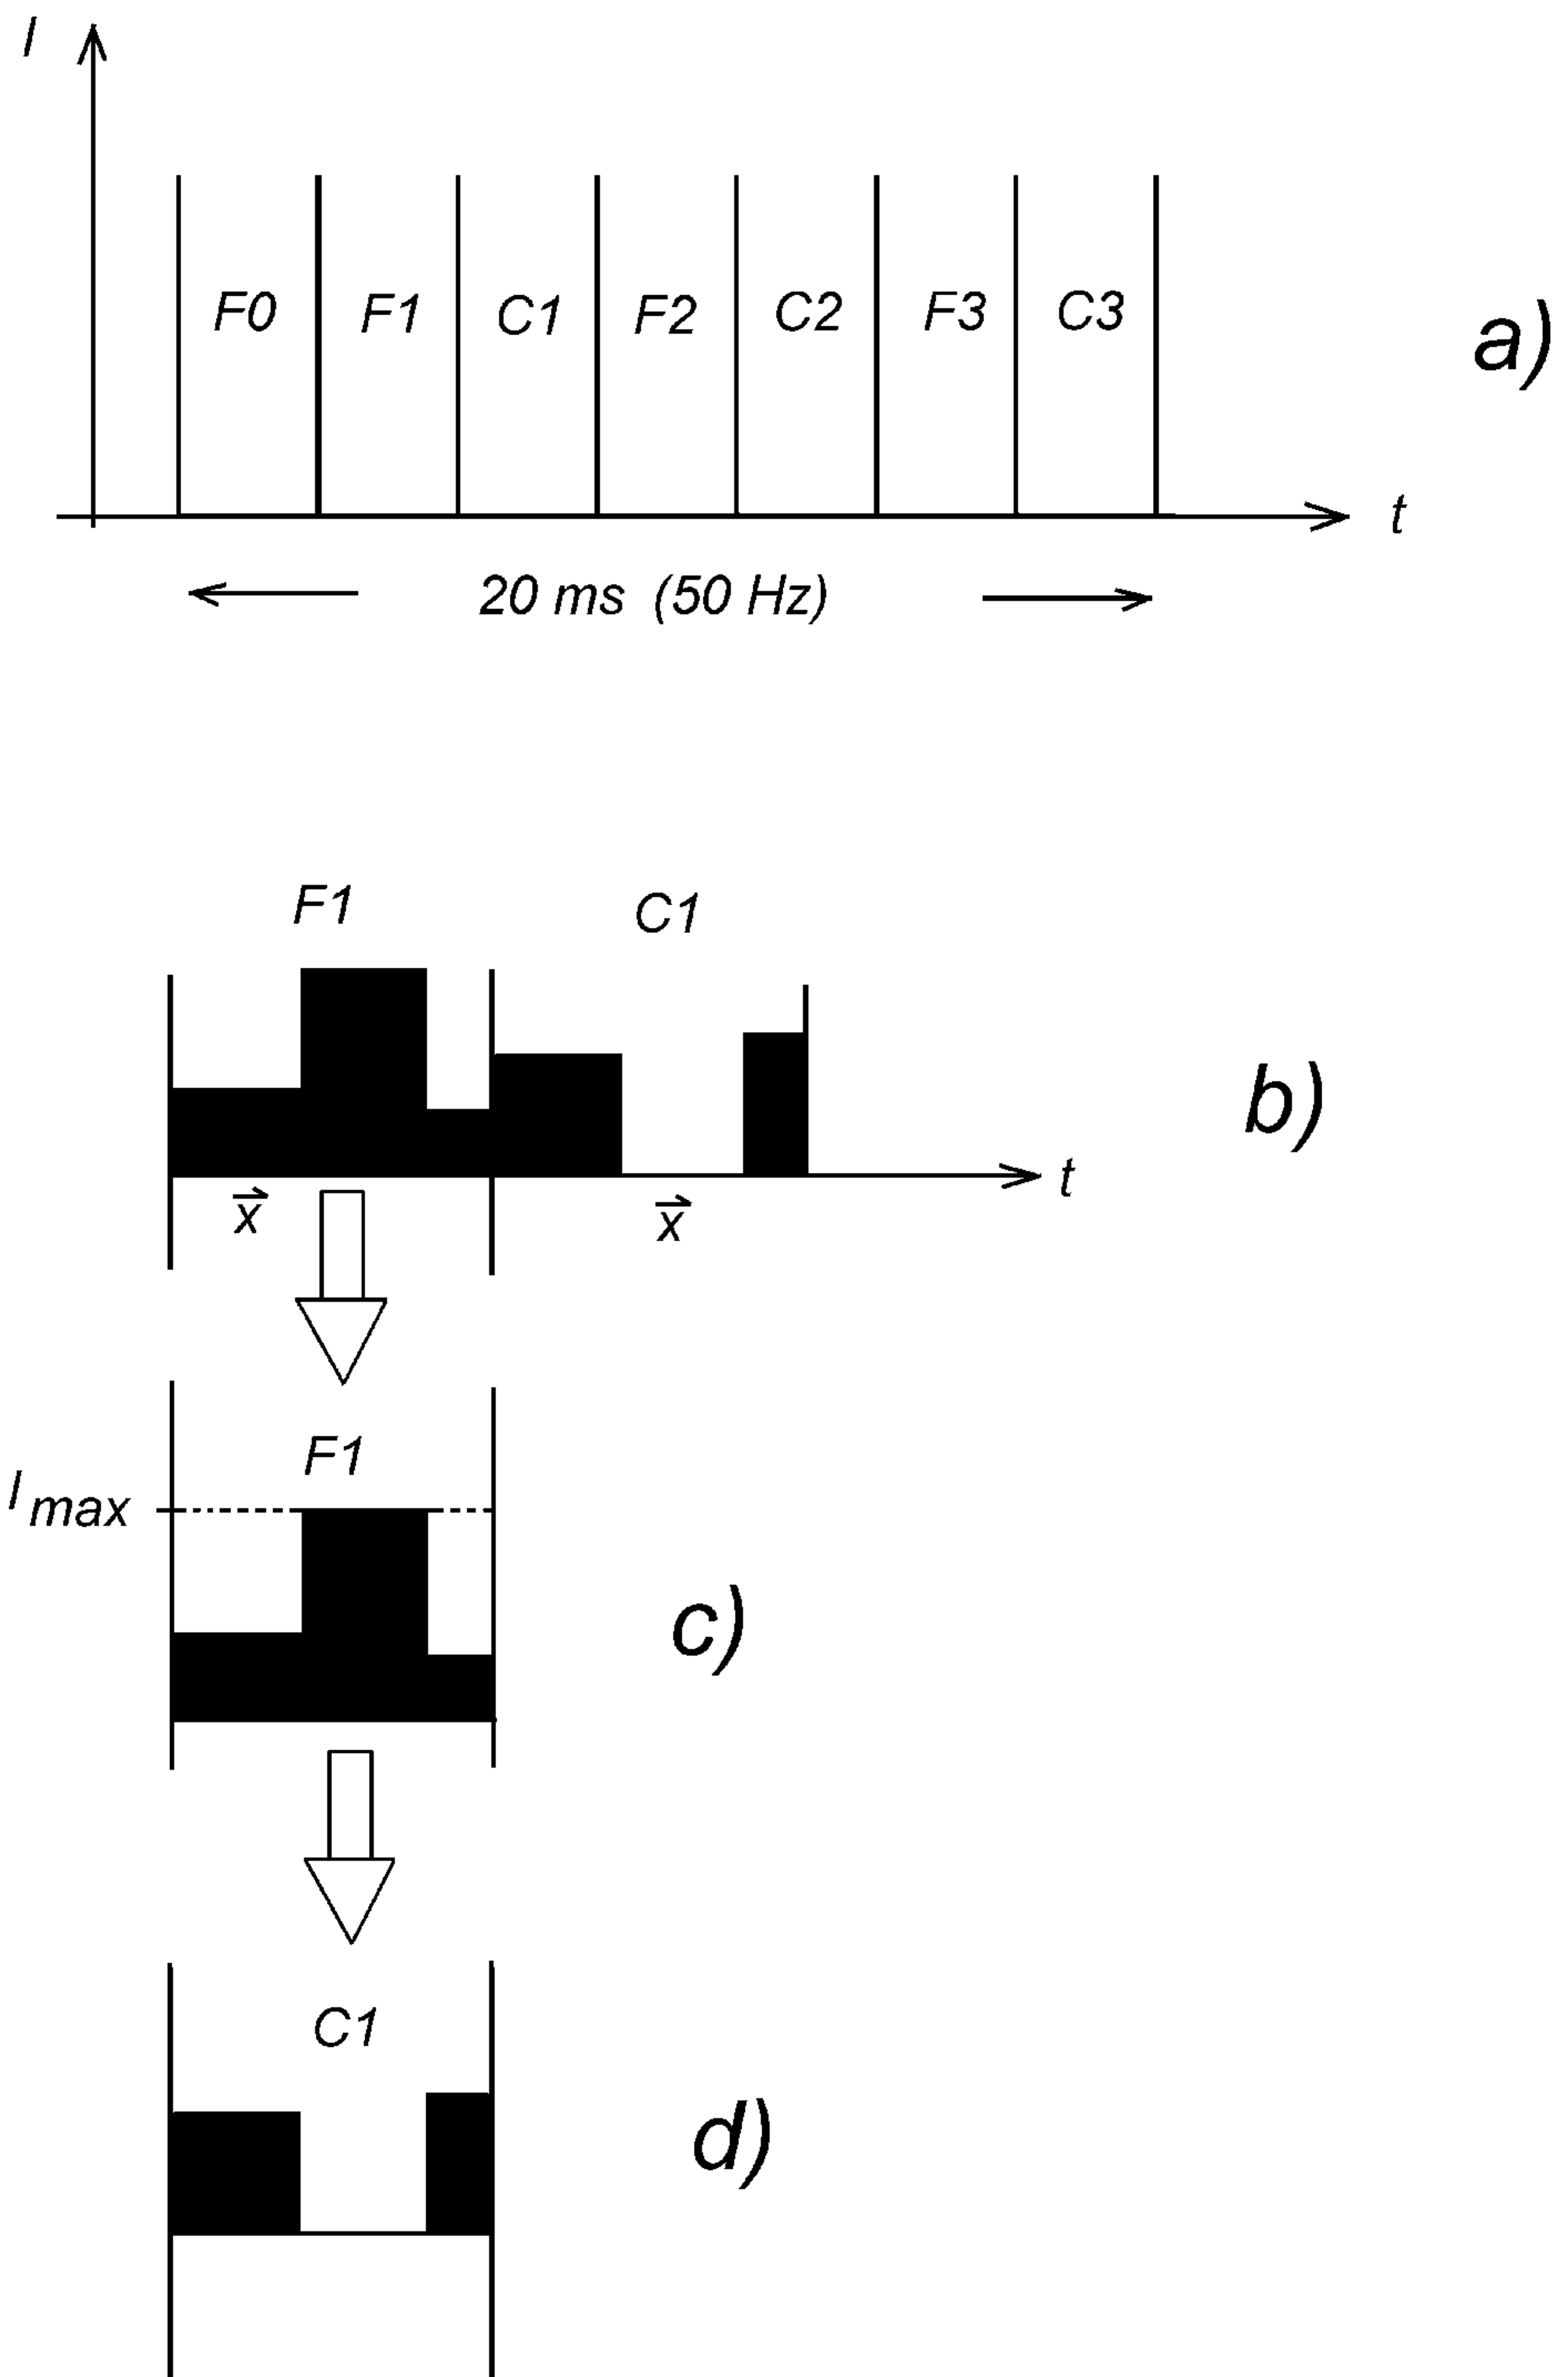 I
F0 F1 C1 F2 C2 F3 C3
a)
t
20 ms (50 Hz)
F1 C1
b)
t
x x
F1
I max
c)
C1
d)